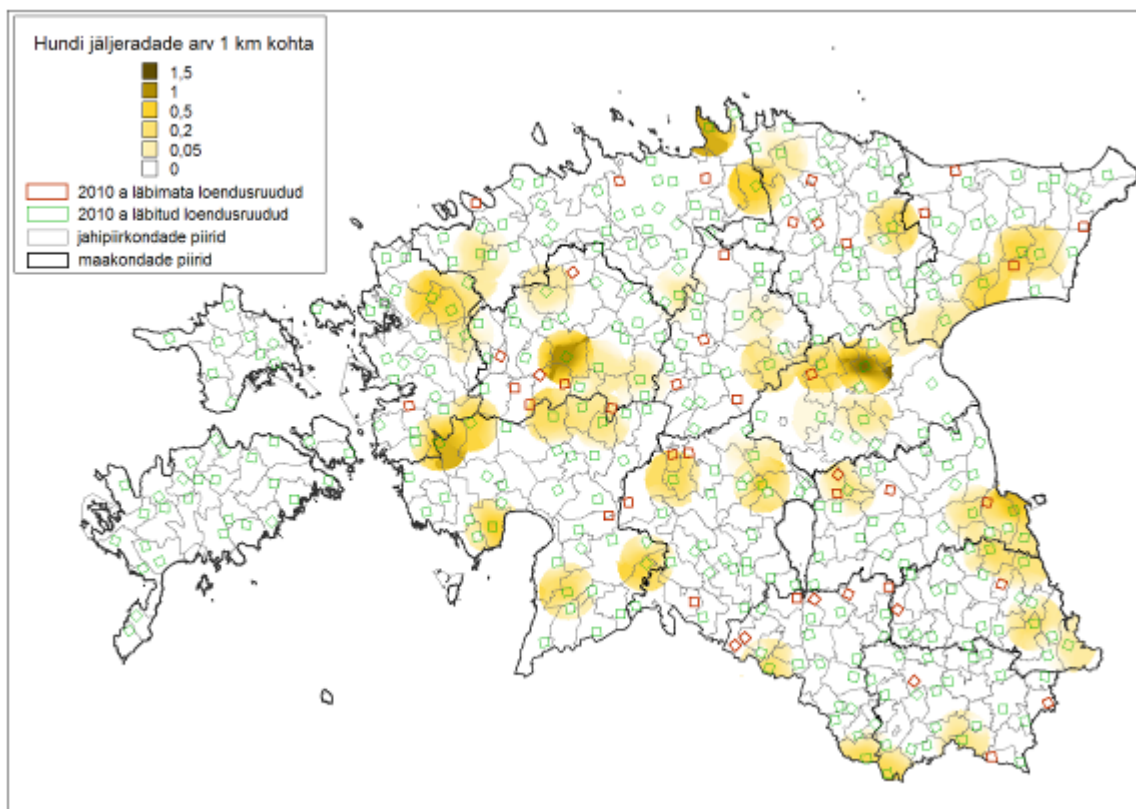 Hundi jäljeradade arv 1 km kohta
1,5
1
0,5
0,2
0,05
0
2010 a läbimata loendusruudud
2010 a läbitud loendusruudud
jahipiirkondade piirid
maakondade piirid